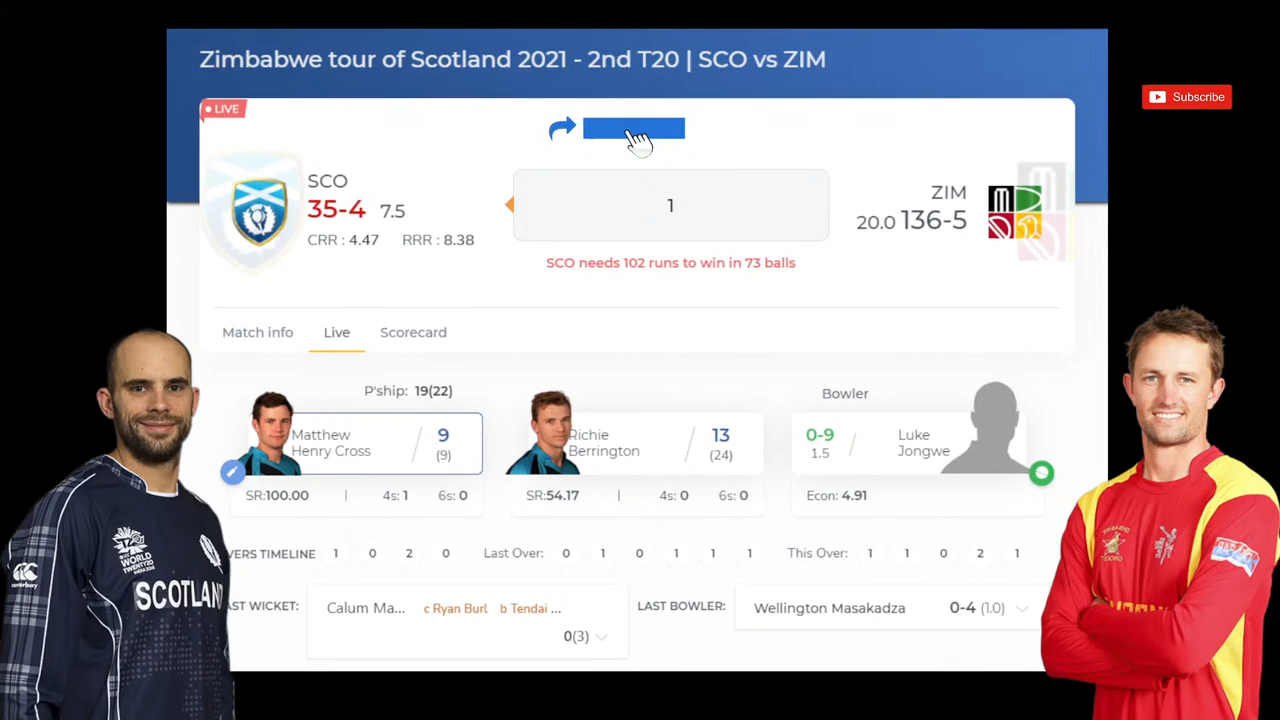 Zimbabwe tour of Scotland 2021 - 2nd T20 | SCO vs ZIM
Subscribe
LIVE
SCO
35-4 7.5
CRR : 4.47 RRR : 8.38
1
ZIM
20.0 136-5
SCO needs 102 runs to win in 73 balls
Match info Live Scorecard
P'ship: 19(22)
Bowler
Matthew
Henry Cross
9
(9)
Richie
Berrington
13
(24)
0-9
1.5
Luke
Jongwe
SR:100.00 | 4s: 1 6s: 0
SR:54.17 | 4s: 0 6s: 0
Econ: 4.91
VERS TIMELINE 1 0 2 0 Last Over: 0 1 0 1 1 1 This Over: 1 1 0 2 1
AST WICKET: Calum Ma... c Ryan Burl b Tendai ...
0(3)
LAST BOWLER: Wellington Masakadza 0-4 (1.0)
WORLD
TWENTY20
INDIA 2016
canterbury
SCOTLAND